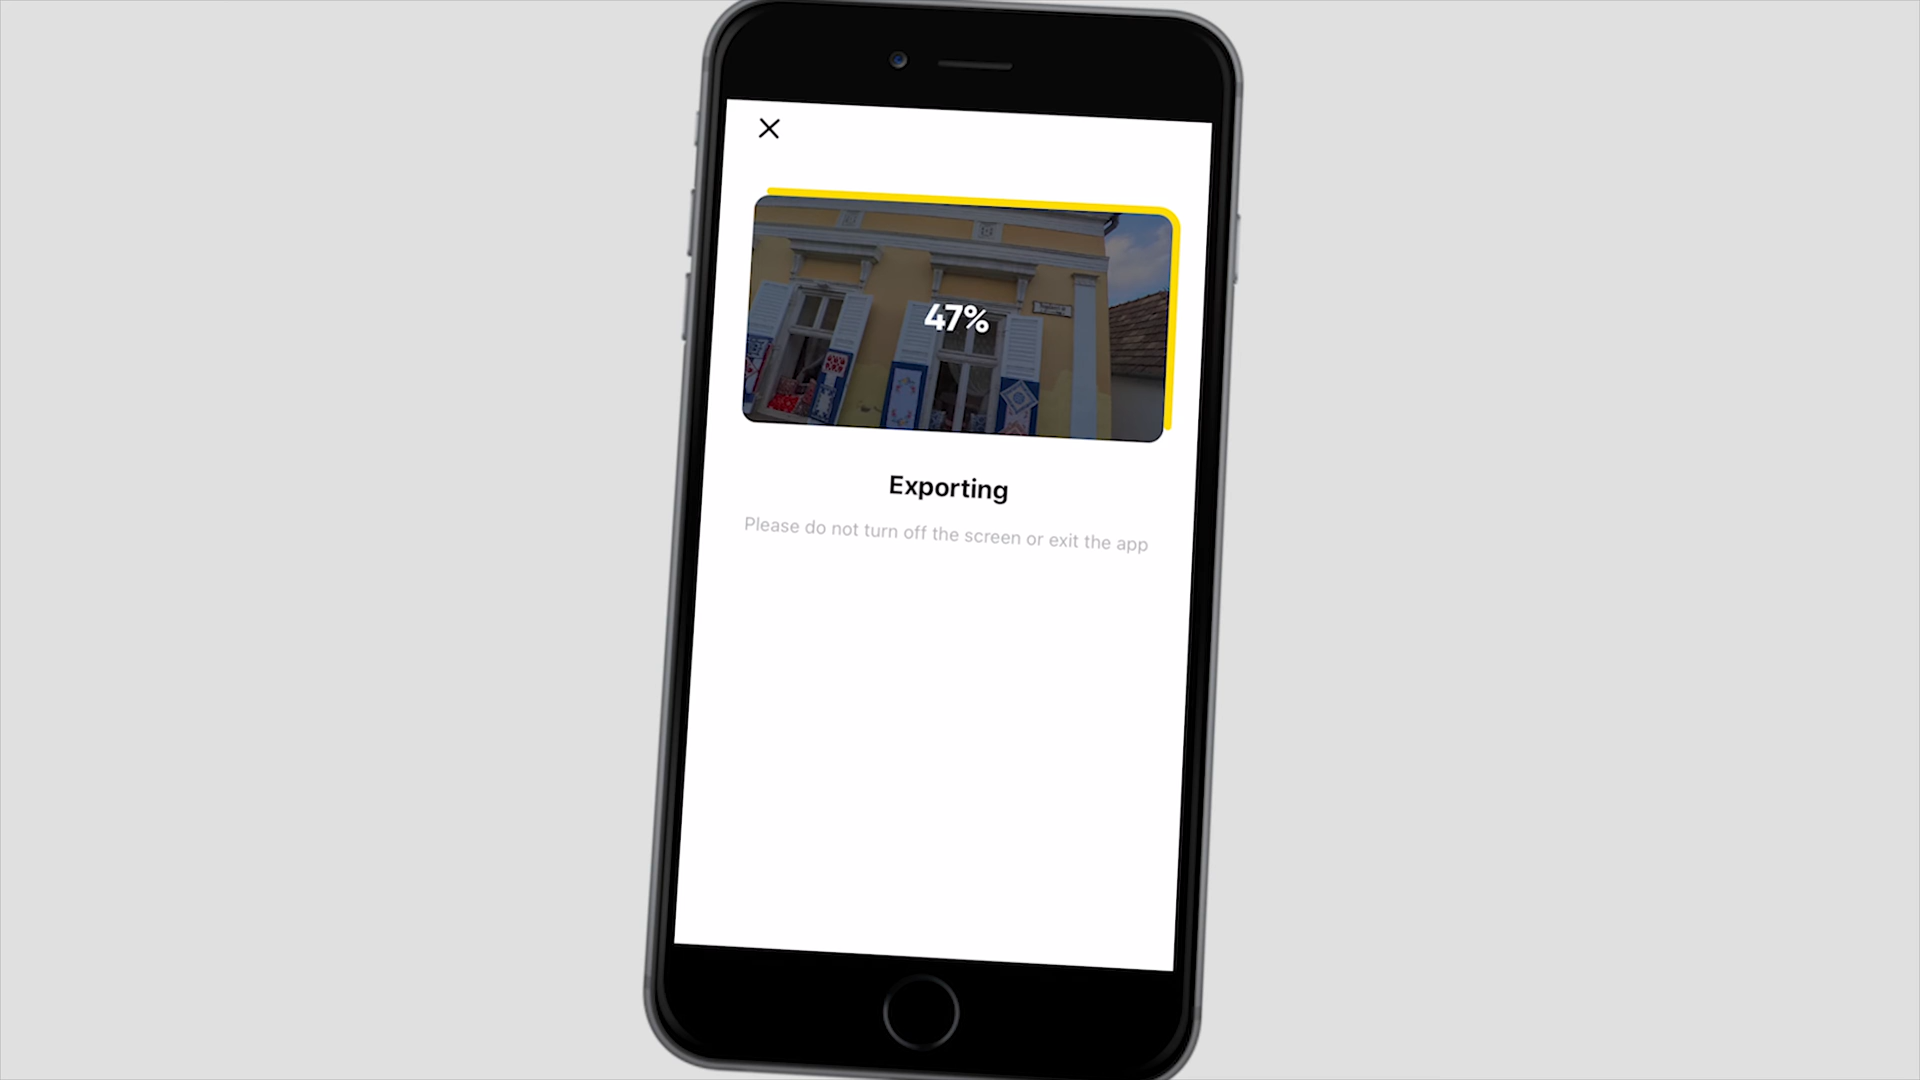 47%
Exporting
Please do not turn off the screen or exit the app